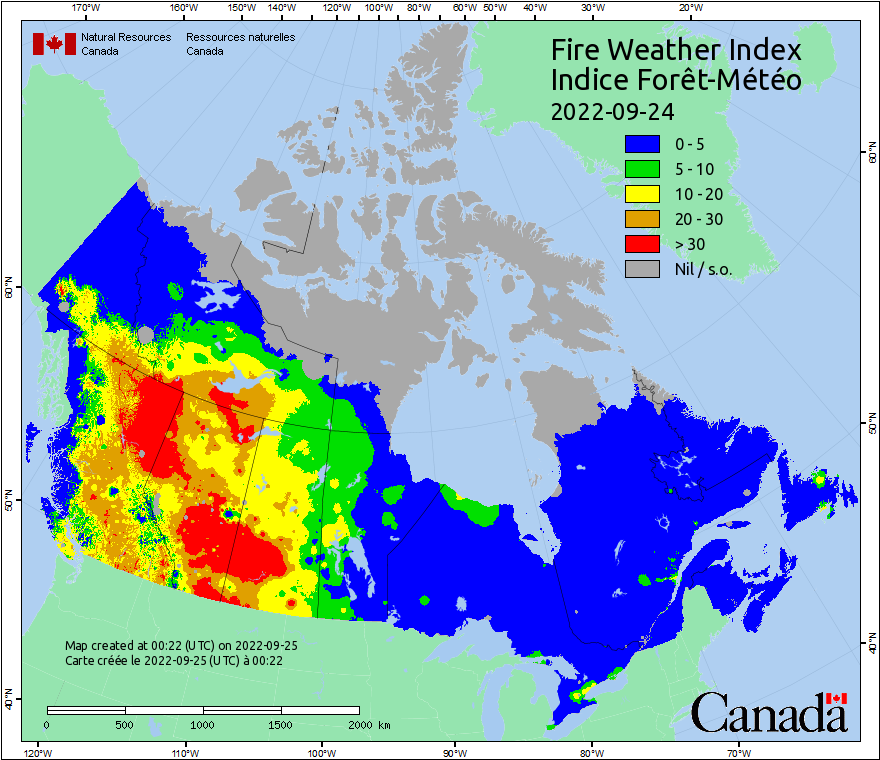 170°W 160°W 150°W 140°W 130°W 120°W 110°W 100°W 90°W 80°W 70°W 60°W 50°W 40°W 30°W 20°W
Natural Resources Ressources naturelles
Canada Canada
Fire Weather Index
Indice Forêt-Météo
2022-09-24
0 - 5
5 - 10
10 - 20
20 - 30
> 30
Nil / s.o.
60°N
60°N
50°N
50°N
40°N
40°N
Map created at 00:22 (UTC) on 2022-09-25
Carte créée le 2022-09-25 (UTC) à 00:22
0 500 1000 1500 2000 km
Canada
120°W 110°W 100°W 90°W 80°W 70°W